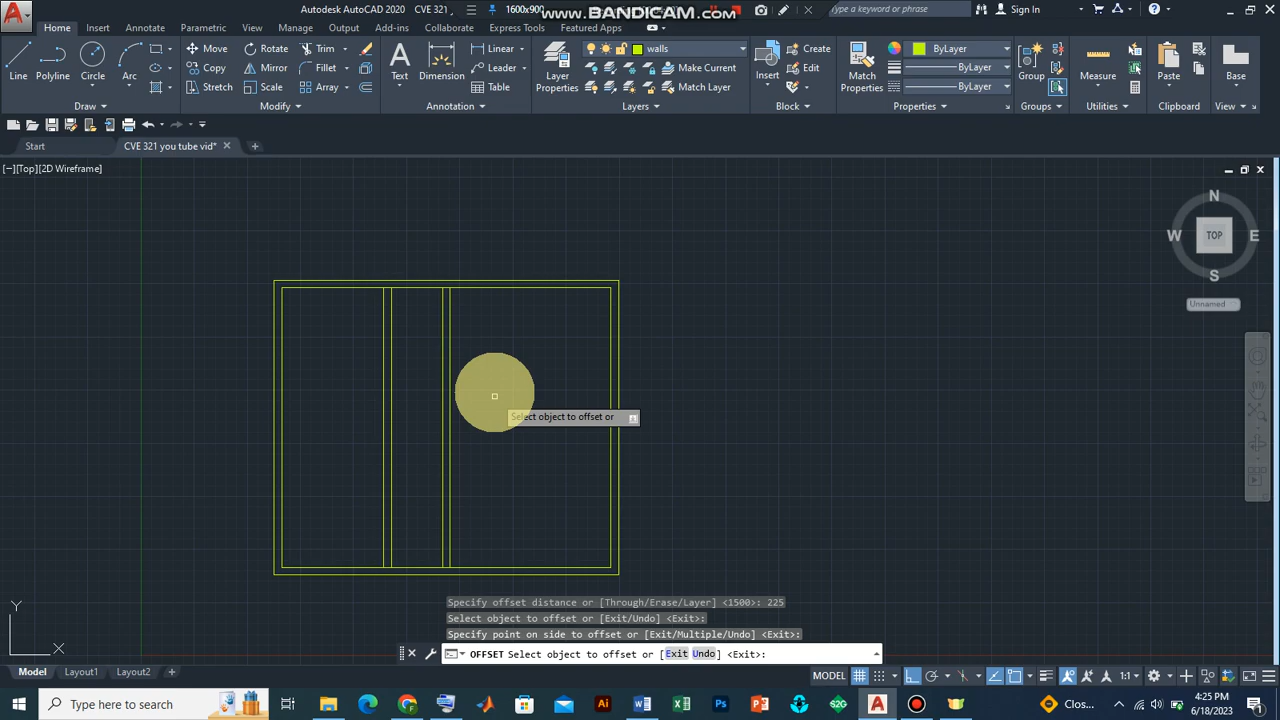 Autodesk AutoCAD 2020 CVE 321
1600x900
www.BANDICAM.com
Type a keyword or phrase
Sign In
Home Insert Annotate Parametric View Manage Output Add-ins Collaborate Express Tools Featured Apps
Line Polyline Circle Arc
Move Rotate Trim
Copy Mirror Fillet
Stretch Scale Array
Text Dimension
Linear
Leader
Table
Layer Properties
walls
Make Current
Match Layer
Insert
Create
Edit
Match Properties
ByLayer
ByLayer
ByLayer
Group
Measure
Paste
Base
Draw Modify Annotation Layers Block Properties Groups Utilities Clipboard View
Start CVE 321 you tube vid*
[−][Top][2D Wireframe]
N
W TOP E
S
Unnamed
Select object to offset or
Specify offset distance or [Through/Erase/Layer] <1500>: 225
Select object to offset or [Exit/Undo] <Exit>:
Specify point on side to offset or [Exit/Multiple/Undo] <Exit>:
OFFSET Select object to offset or [Exit Undo] <Exit>:
Y
X
Model Layout1 Layout2
MODEL 1:1
Type here to search
Clos...
4:25 PM
6/18/2023